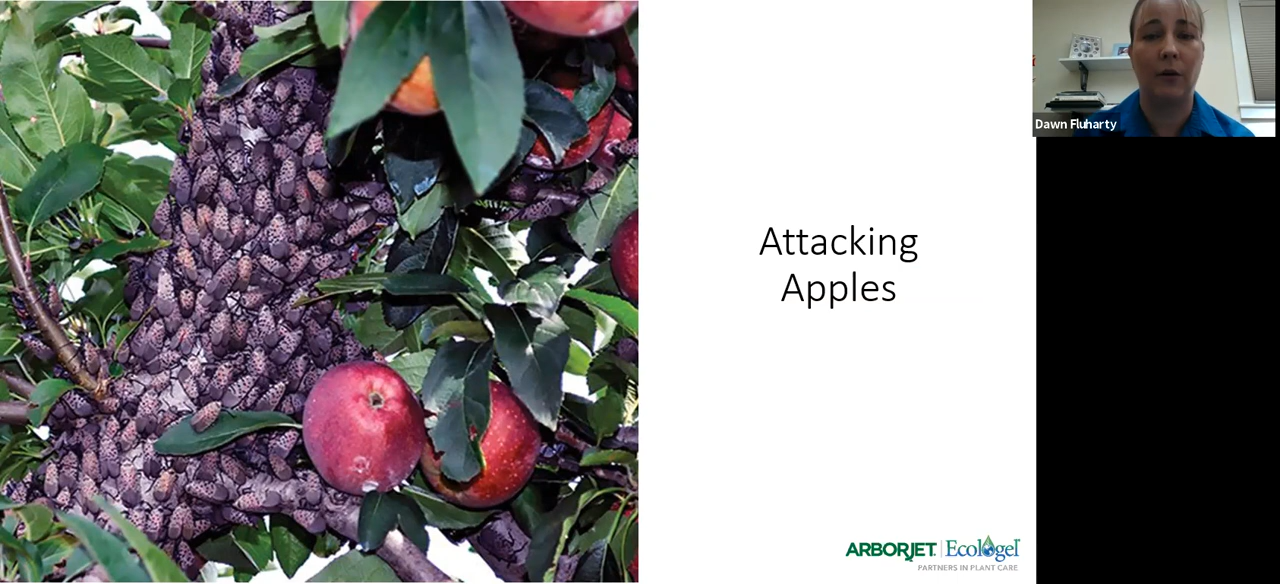 Dawn Fluharty
Attacking
Apples
ARBORJET | Ecologel
PARTNERS IN PLANT CARE